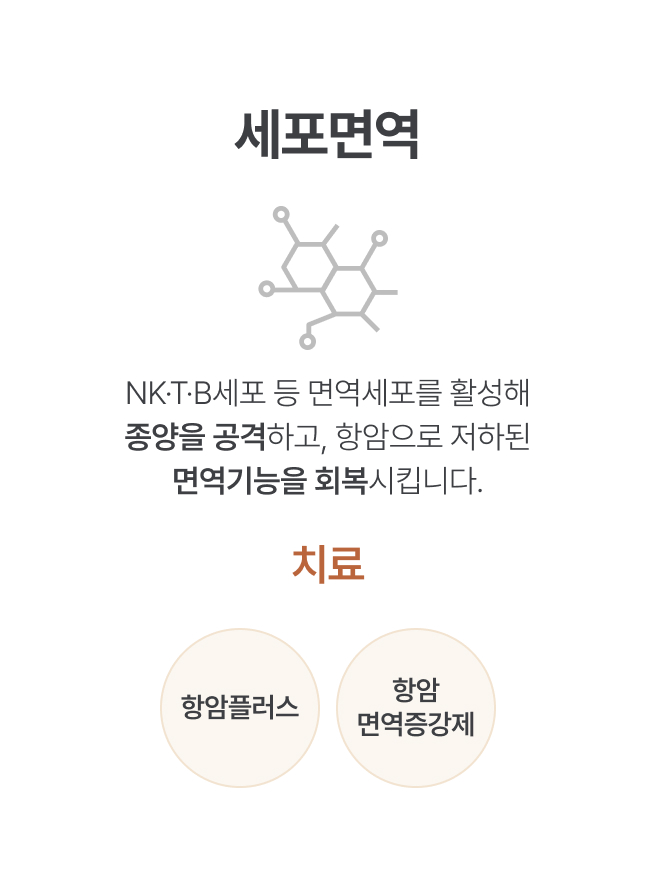 세포면역
NK·T·B세포 등 면역세포를 활성해
종양을 공격하고, 항암으로 저하된
면역기능을 회복시킵니다.
치료
항암플러스
항암
면역증강제